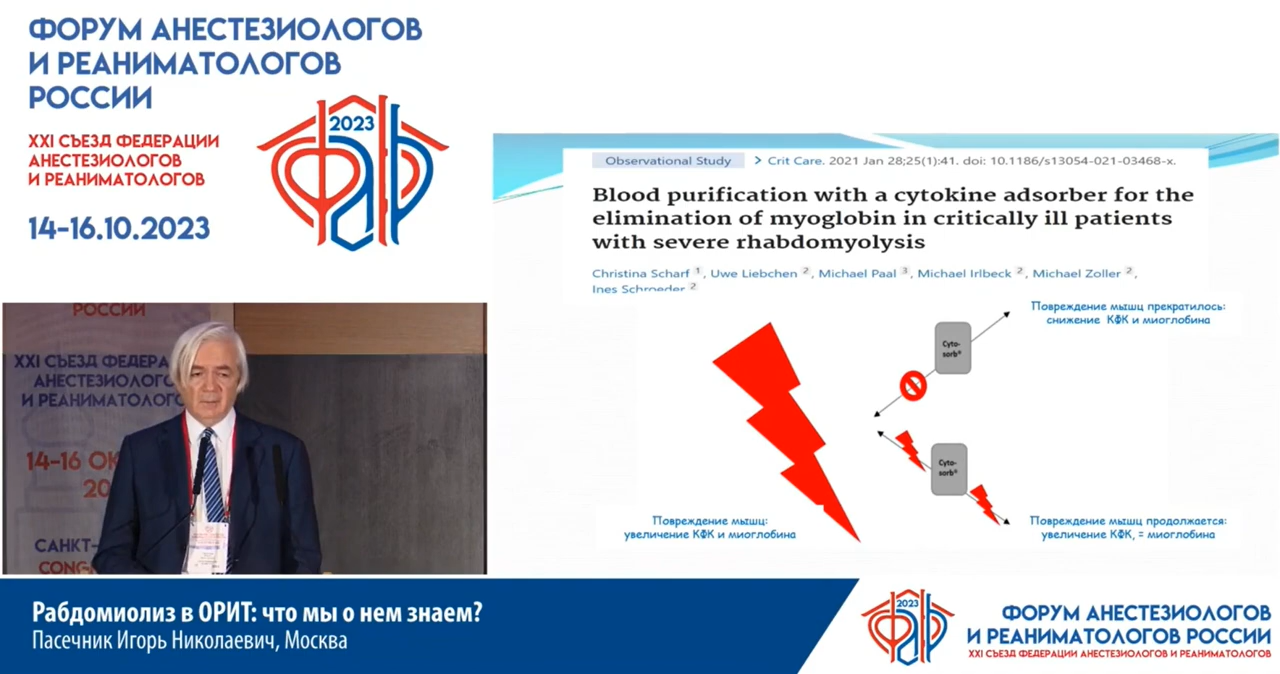 ФОРУМ АНЕСТЕЗИОЛОГОВ
И РЕАНИМАТОЛОГОВ
РОССИИ
XXI СЪЕЗД ФЕДЕРАЦИИ
АНЕСТЕЗИОЛОГОВ
И РЕАНИМАТОЛОГОВ
14-16.10.2023
2023
ФАР
Observational Study > Crit Care. 2021 Jan 28;25(1):41. doi: 10.1186/s13054-021-03468-x.
Blood purification with a cytokine adsorber for the
elimination of myoglobin in critically ill patients
with severe rhabdomyolysis
Christina Scharf 1, Uwe Liebchen 2, Michael Paal 3, Michael Irlbeck 2, Michael Zoller 2,
Ines Schroeder 2
Повреждение мышц прекратилось:
снижение КФК и миоглобина
Cyto-
sorb®
Cyto-
sorb®
Повреждение мышц:
увеличение КФК и миоглобина
Повреждение мышц продолжается:
увеличение КФК, = миоглобина
РОССИИ
XXI СЪЕЗД ФЕДЕРА
АНЕСТЕЗИОЛОГО
И РЕАНИМАТОЛОГО
14-16 ОК
20
САНКТ-
CONG
Рабдомиолиз в ОРИТ: что мы о нем знаем?
Пасечник Игорь Николаевич, Москва
2023
ФАР
ФОРУМ АНЕСТЕЗИОЛОГОВ
И РЕАНИМАТОЛОГОВ РОССИИ
XXI СЪЕЗД ФЕДЕРАЦИИ АНЕСТЕЗИОЛОГОВ И РЕАНИМАТОЛОГОВ